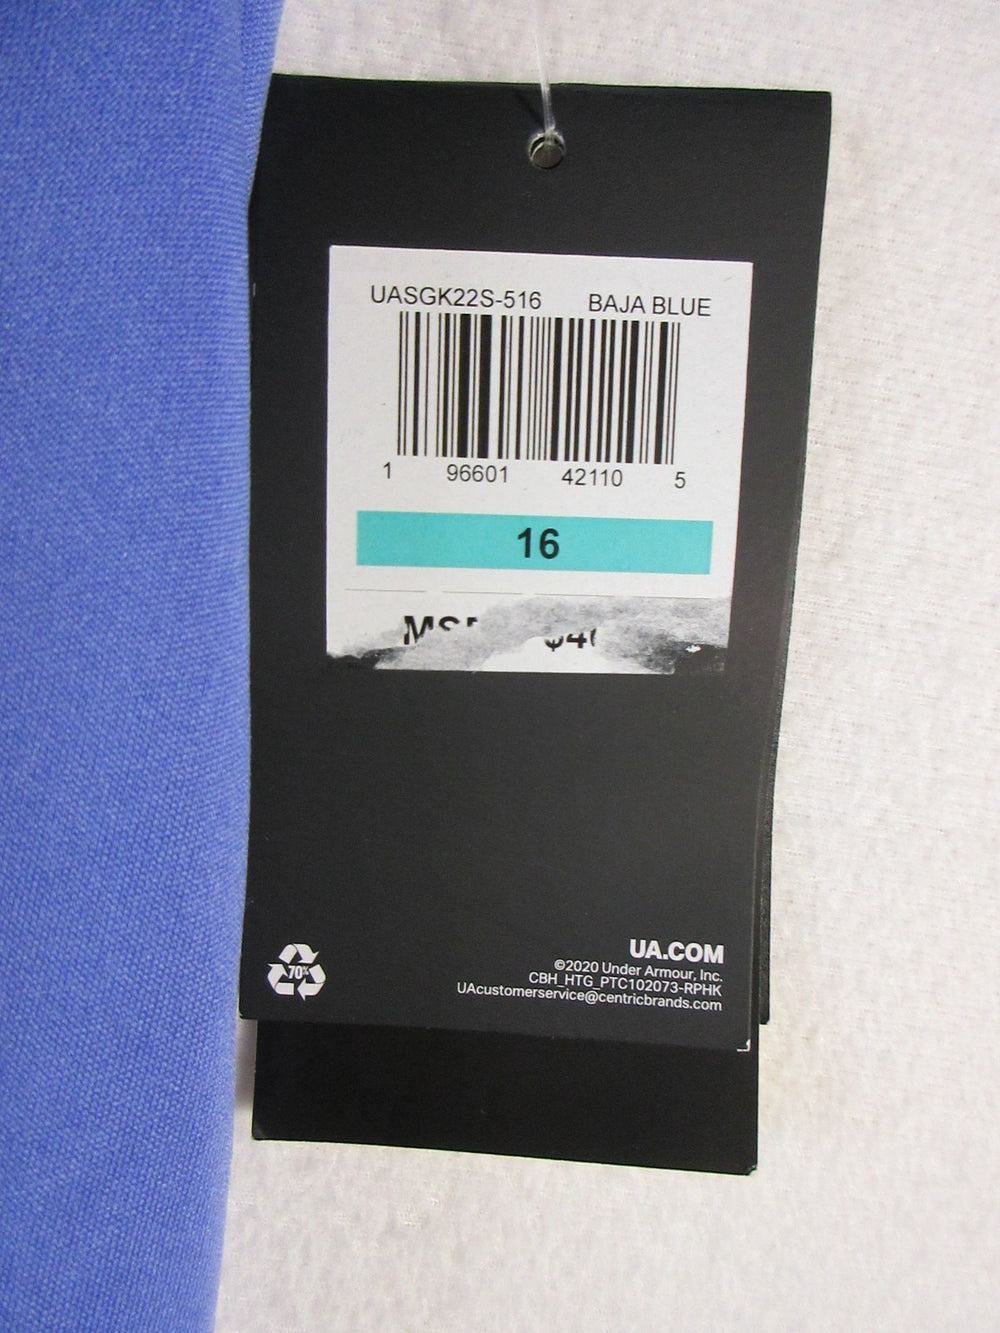 UASGK22S-516 BAJA BLUE
1 96601 42110 5
16
70%
UA.COM
©2020 Under Armour, Inc.
CBH_HTG_PTC102073-RPHK
UAcustomerservice@centricbrands.com